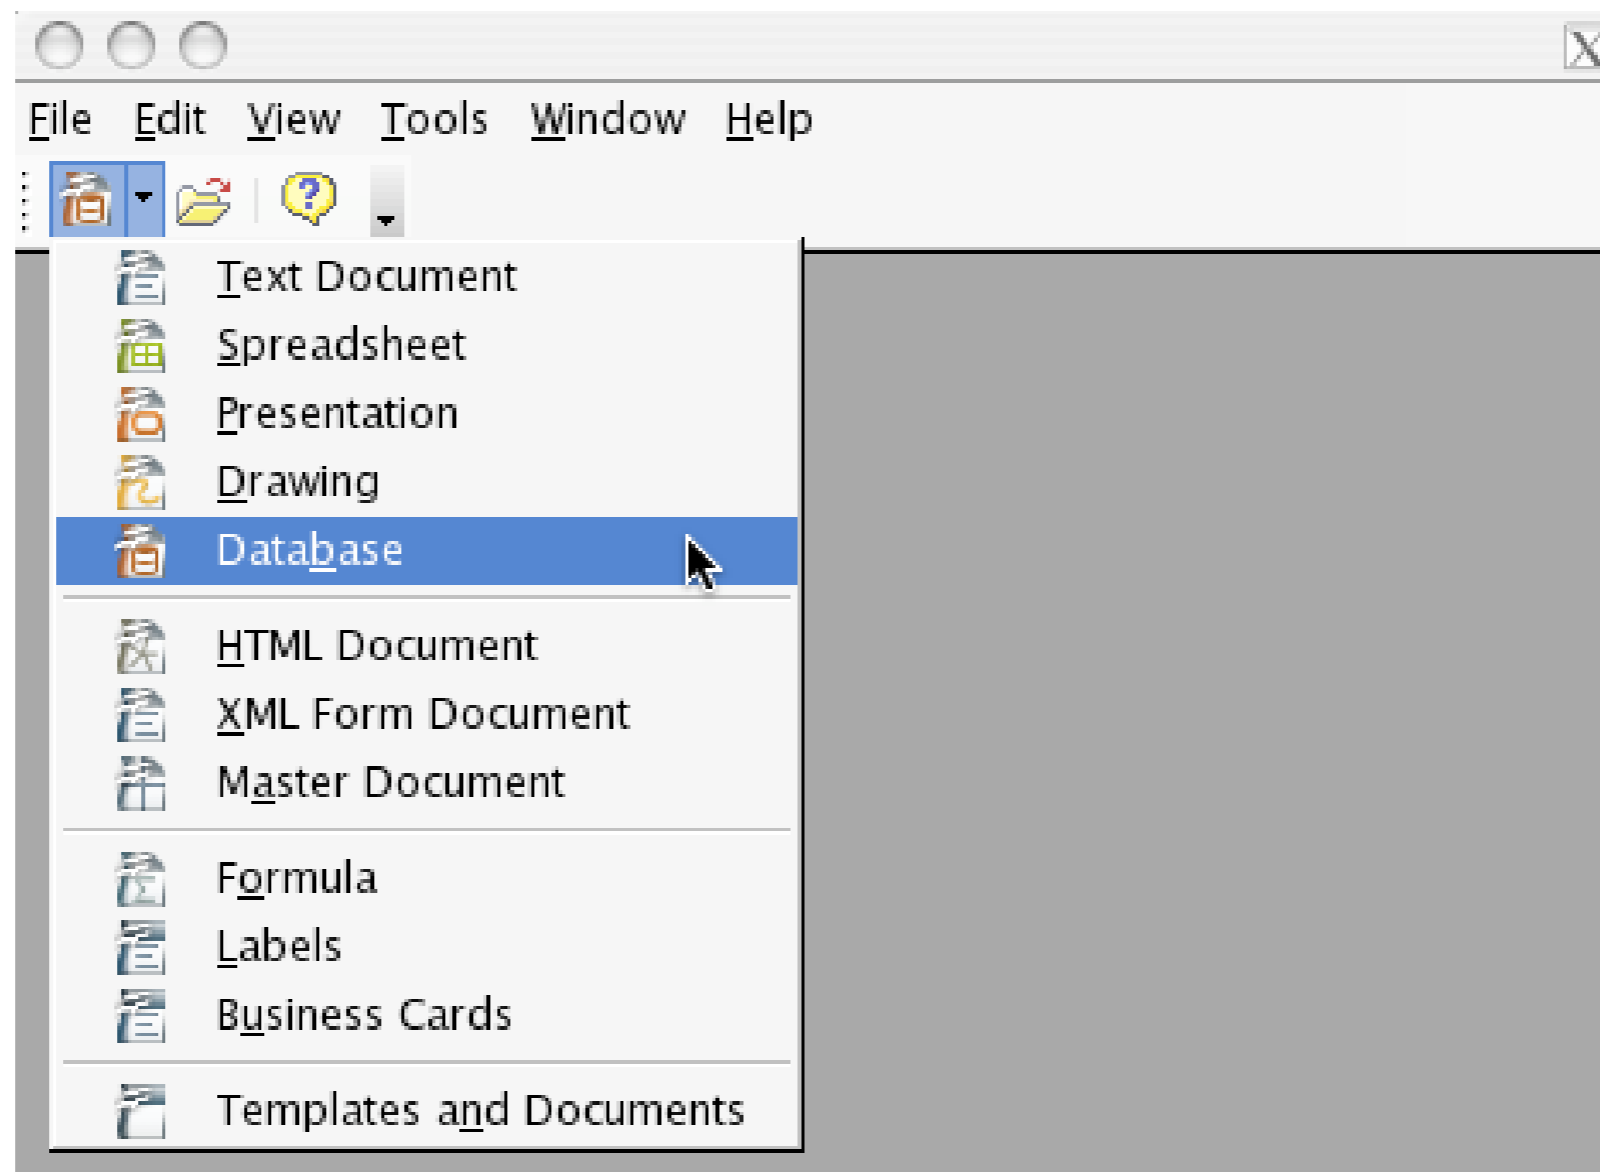 X
File Edit View Tools Window Help
Text Document
Spreadsheet
Presentation
Drawing
Database
HTML Document
XML Form Document
Master Document
Formula
Labels
Business Cards
Templates and Documents